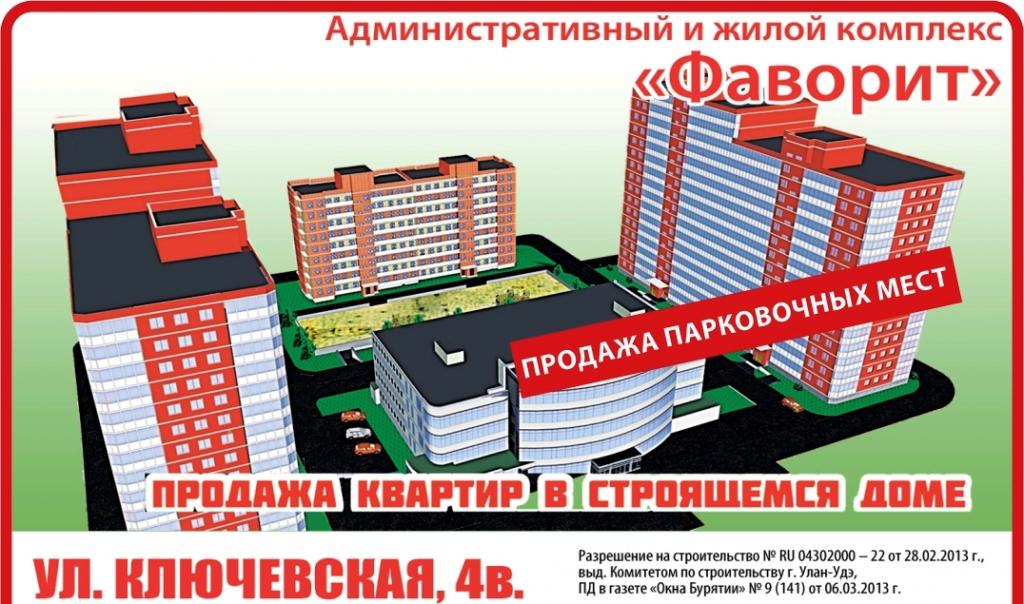 Административный и жилой комплекс
«Фаворит»
ПРОДАЖА ПАРКОВОЧНЫХ МЕСТ
ПРОДАЖА КВАРТИР В СТРОЯЩЕМСЯ ДОМЕ
УЛ. КЛЮЧЕВСКАЯ, 4в.
Разрешение на строительство № RU 04302000 – 22 от 28.02.2013 г.,
выд. Комитетом по строительству г. Улан-Удэ,
ПД в газете «Окна Бурятии» № 9 (141) от 06.03.2013 г.